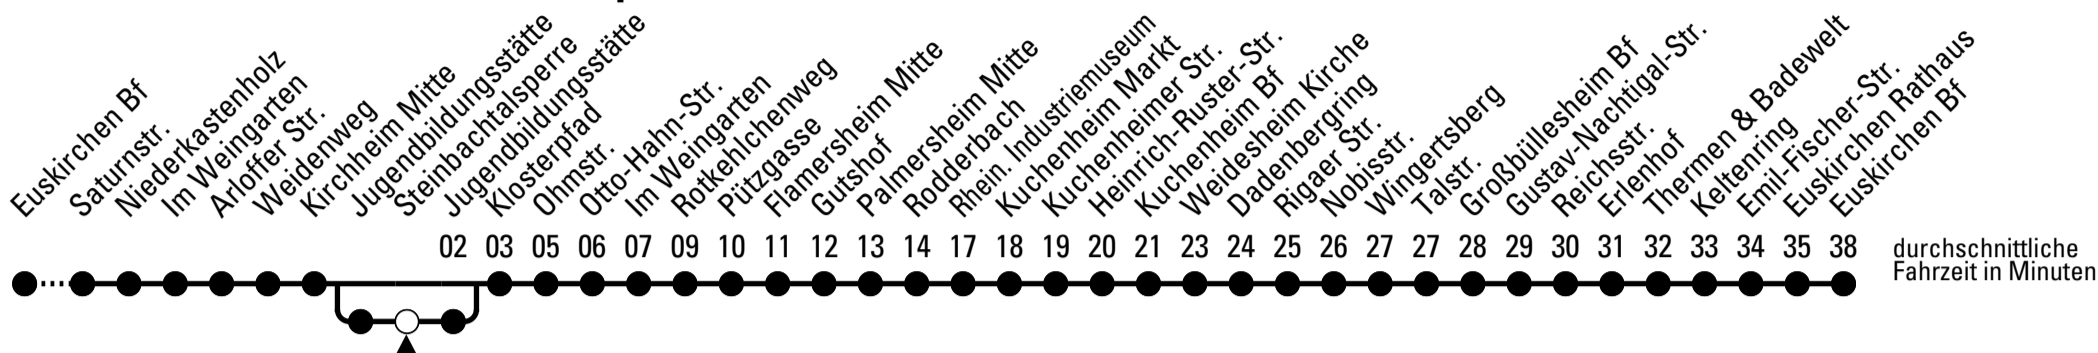 Euskirchen Bf
Saturnstr.
Niederkastenholz
Im Weingarten
Arloffer Str.
Weidenweg
Kirchheim Mitte
Jugendbildungsstätte
Steinbachtalsperre
Jugendbildungsstätte
Klosterpfad
Ohmstr.
Otto-Hahn-Str.
Im Weingarten
Rotkehlchenweg
Pützgasse
Flamersheim Mitte
Gutshof
Palmersheim Mitte
Rodderbach
Rhein. Industriemuseum
Kuchenheim Markt
Kuchenheimer Str.
Heinrich-Ruster-Str.
Kuchenheim Bf
Weidesheim Kirche
Dadenbergring
Rigaer Str.
Nobisstr.
Wingertsberg
Talstr.
Großbüllesheim Bf
Gustav-Nachtigal-Str.
Reichsstr.
Erlenhof
Thermen & Badewelt
Keltenring
Emil-Fischer-Str.
Euskirchen Rathaus
Euskirchen Bf
02 03 05 06 07 09 10 11 12 13 14 17 18 19 20 21 23 24 25 26 27 27 28 29 30 31 32 33 34 35 38
durchschnittliche
Fahrzeit in Minuten